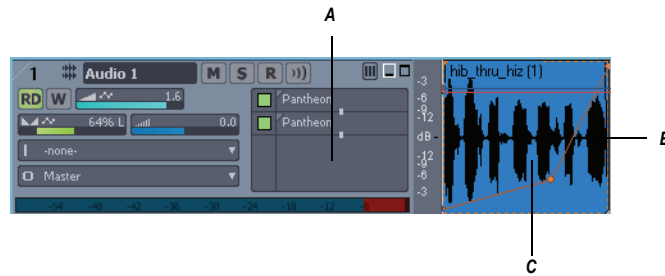 A
1 Audio 1 M S R
hib_thru_hiz (1)
RD W 1.6
Pantheon
64% L 0.0
Pantheon
-none-
Master
-54 -48 -42 -36 -30 -24 -18 -12 -6
-3
-6
-9
-12
dB -
-12
-9
-6
-3
B
C